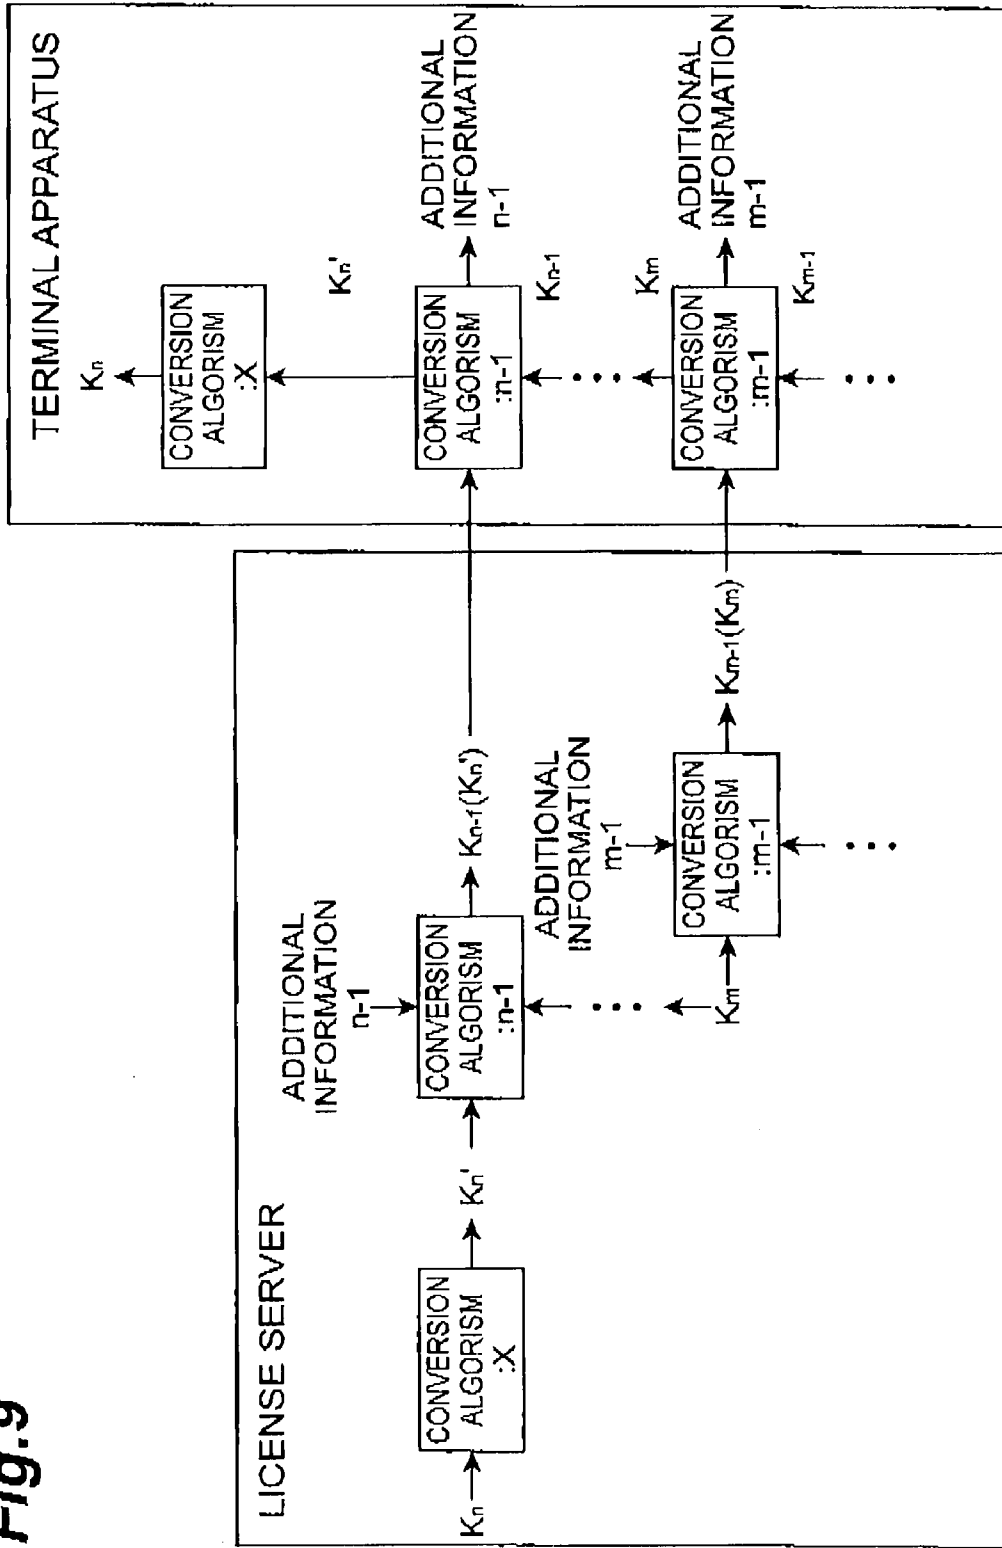 Fig.9
LICENSE SERVER
Kn
CONVERSION
ALGORISM
:X
Kn'
ADDITIONAL
INFORMATION
n-1
CONVERSION
ALGORISM
:n-1
Kn-1(Kn')
• • •
Km
ADDITIONAL
INFORMATION
m-1
CONVERSION
ALGORISM
:m-1
Km-1(Km)
• • •
TERMINAL APPARATUS
Kn
CONVERSION
ALGORISM
:X
Kn'
CONVERSION
ALGORISM
:n-1
ADDITIONAL
INFORMATION
n-1
Kn-1
• • •
Km
CONVERSION
ALGORISM
:m-1
ADDITIONAL
INFORMATION
m-1
Km-1
• • •